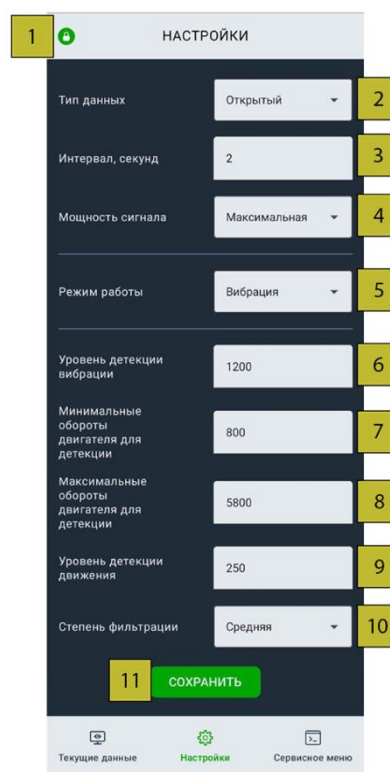 1
НАСТРОЙКИ
Тип данных
Открытый
2
Интервал, секунд
2
3
Мощность сигнала
Максимальная
4
Режим работы
Вибрация
5
Уровень детекции
вибрации
1200
6
Минимальные
обороты
двигателя для
детекции
800
7
Максимальные
обороты
двигателя для
детекции
5800
8
Уровень детекции
движения
250
9
Степень фильтрации
Средняя
10
11
СОХРАНИТЬ
Текущие данные
Настройки
Сервисное меню